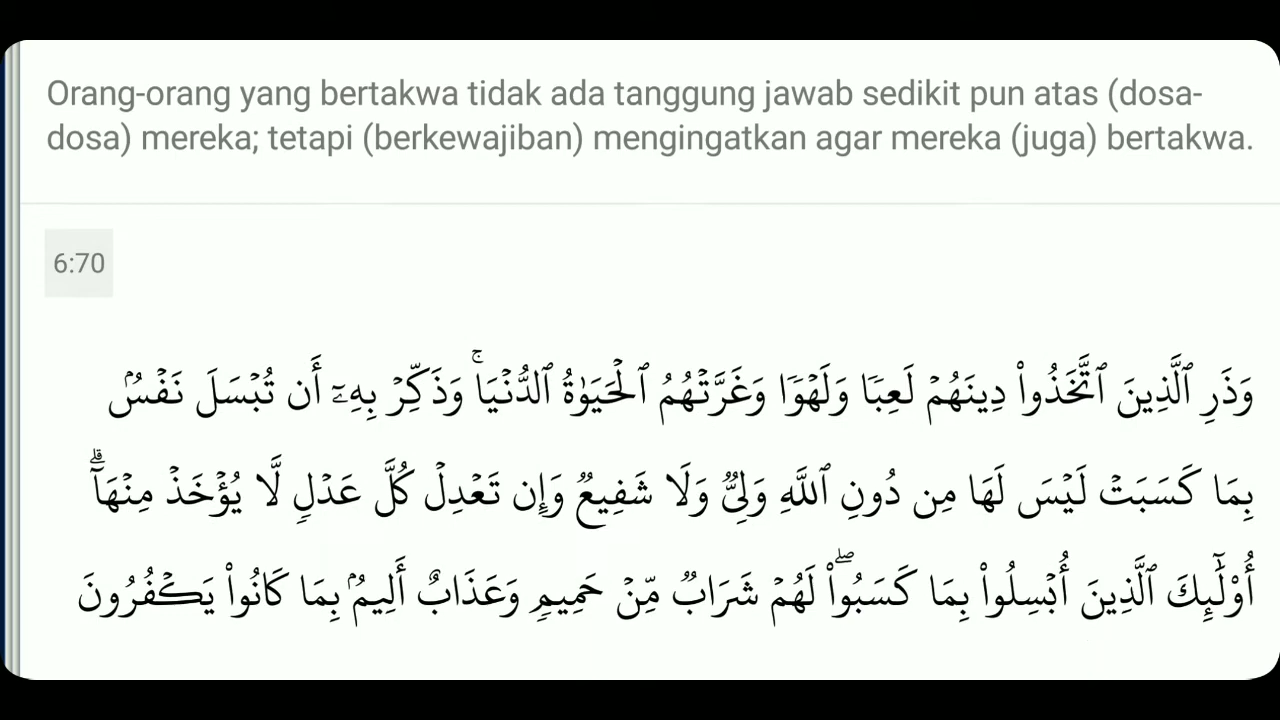 Orang-orang yang bertakwa tidak ada tanggung jawab sedikit pun atas (dosa-
dosa) mereka; tetapi (berkewajiban) mengingatkan agar mereka (juga) bertakwa.
6:70
وَذَرِ ٱلَّذِينَ ٱتَّخَذُوا۟ دِينَهُمْ لَعِبًا وَلَهْوًا وَغَرَّتْهُمُ ٱلْحَيَوٰةُ ٱلدُّنْيَا ۚ وَذَكِّرْ بِهِۦٓ أَن تُبْسَلَ نَفْسٌۢ
بِمَا كَسَبَتْ لَيْسَ لَهَا مِن دُونِ ٱللَّهِ وَلِىٌّ وَلَا شَفِيعٌ وَإِن تَعْدِلْ كُلَّ عَدْلٍ لَّا يُؤْخَذْ مِنْهَآ ۗ
أُو۟لَٰٓئِكَ ٱلَّذِينَ أُبْسِلُوا۟ بِمَا كَسَبُوا۟ ۖ لَهُمْ شَرَابٌ مِّنْ حَمِيمٍ وَعَذَابٌ أَلِيمٌۢ بِمَا كَانُوا۟ يَكْفُرُونَ